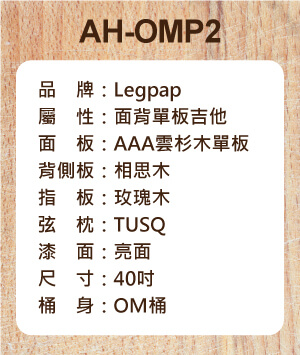 AH-OMP2
品　牌：Legpap
屬　性：面背單板吉他
面　板：AAA雲杉木單板
背側板：相思木
指　板：玫瑰木
弦　枕：TUSQ
漆　面：亮面
尺　寸：40吋
桶　身：OM桶